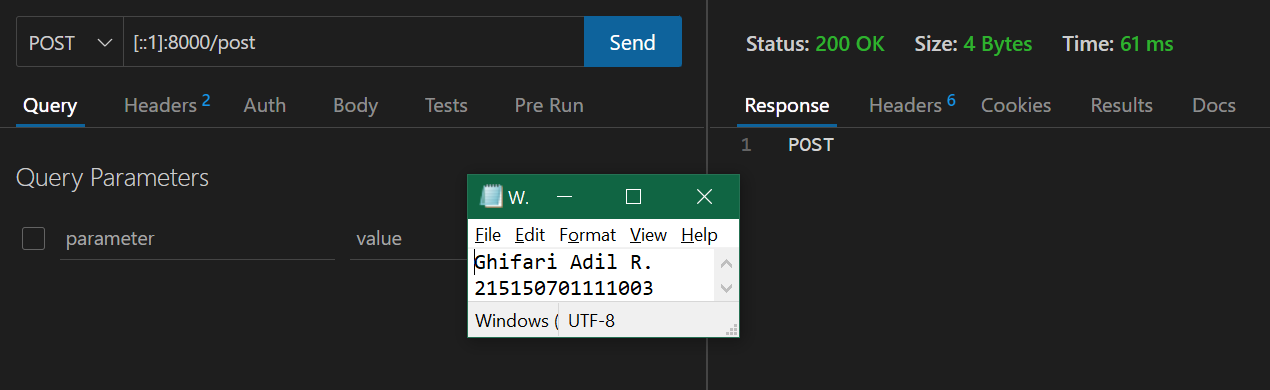 POST [::1]:8000/post Send
Query Headers 2 Auth Body Tests Pre Run
Query Parameters
parameter value
Status: 200 OK Size: 4 Bytes Time: 61 ms
Response Headers 6 Cookies Results Docs
1 POST
W.
File Edit Format View Help
Ghifari Adil R.
215150701111003
Windows ( UTF-8